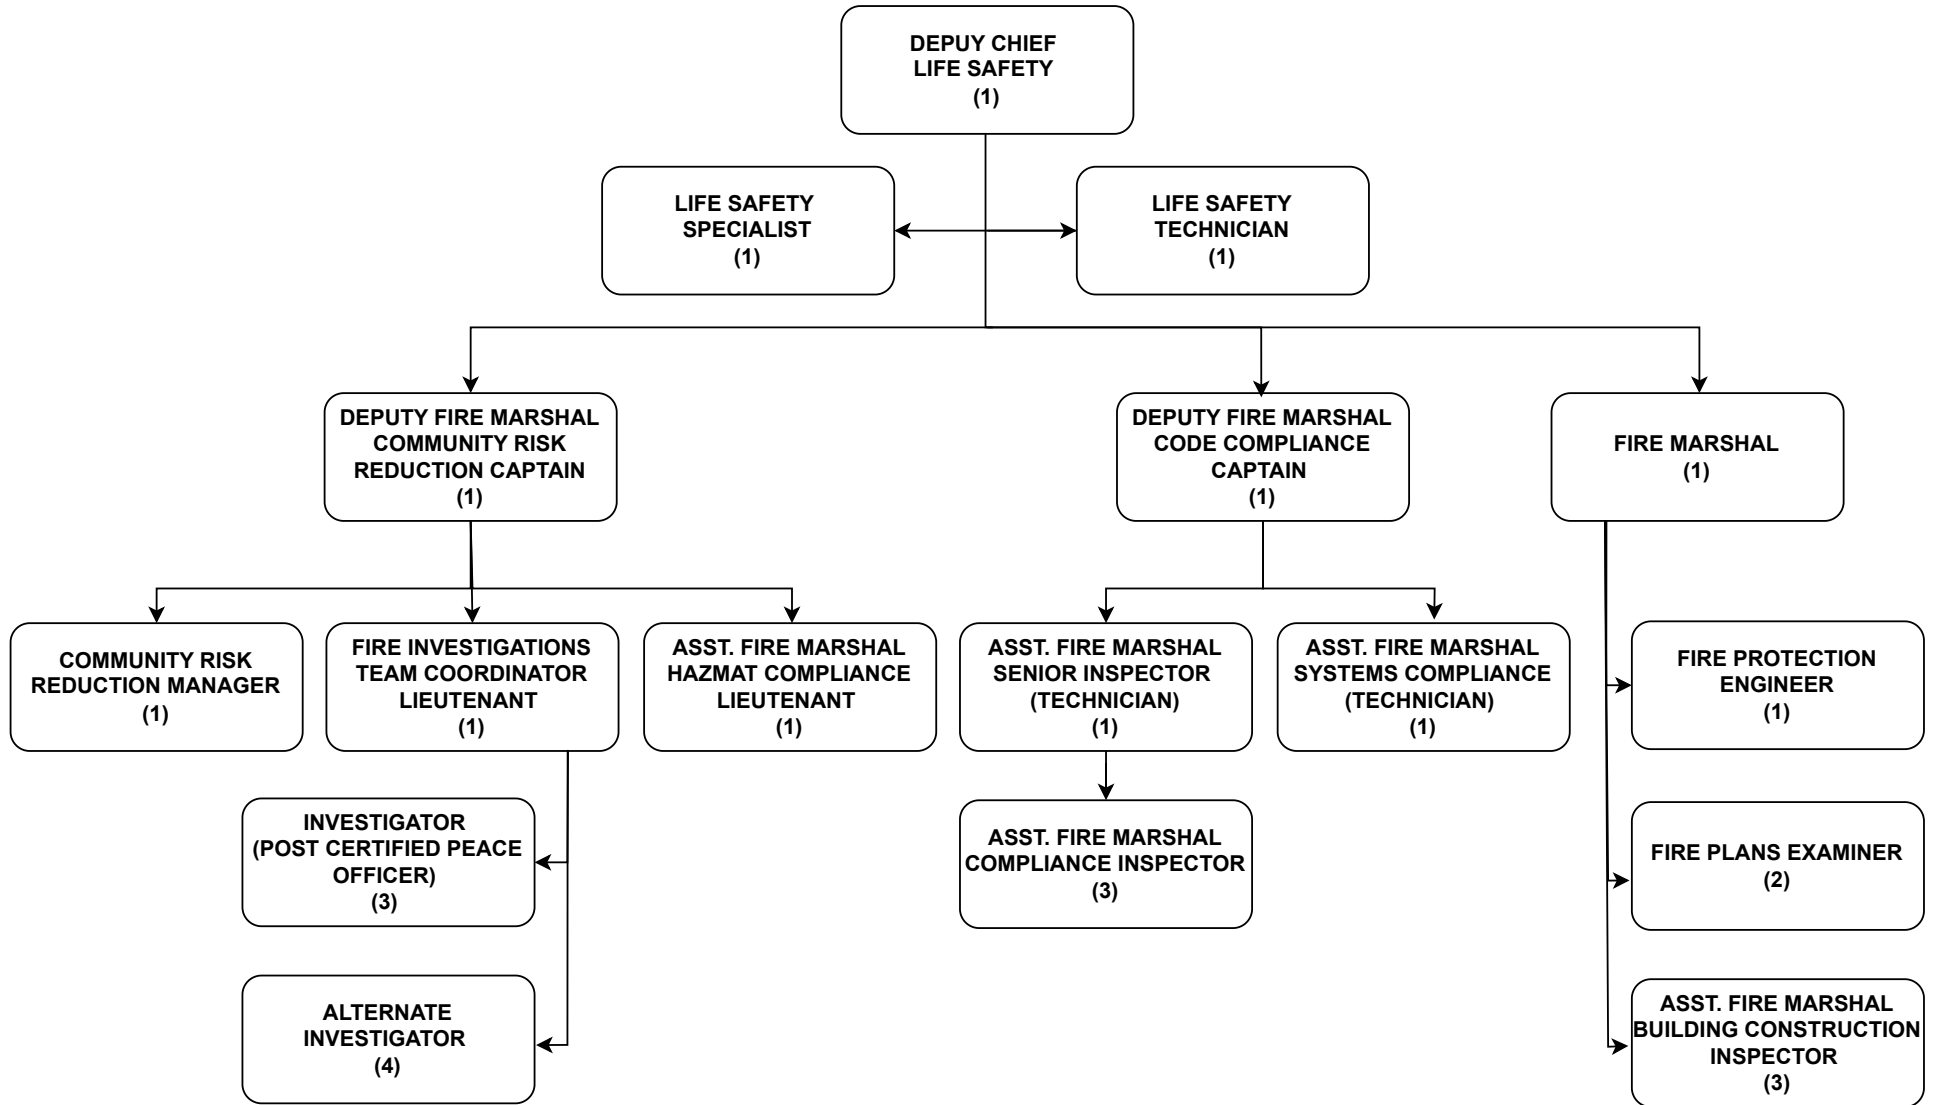 DEPUY CHIEF
LIFE SAFETY
(1)
LIFE SAFETY
SPECIALIST
(1)
LIFE SAFETY
TECHNICIAN
(1)
DEPUTY FIRE MARSHAL
COMMUNITY RISK
REDUCTION CAPTAIN
(1)
DEPUTY FIRE MARSHAL
CODE COMPLIANCE
CAPTAIN
(1)
FIRE MARSHAL
(1)
COMMUNITY RISK
REDUCTION MANAGER
(1)
FIRE INVESTIGATIONS
TEAM COORDINATOR
LIEUTENANT
(1)
ASST. FIRE MARSHAL
HAZMAT COMPLIANCE
LIEUTENANT
(1)
ASST. FIRE MARSHAL
SENIOR INSPECTOR
(TECHNICIAN)
(1)
ASST. FIRE MARSHAL
SYSTEMS COMPLIANCE
(TECHNICIAN)
(1)
FIRE PROTECTION
ENGINEER
(1)
INVESTIGATOR
(POST CERTIFIED PEACE
OFFICER)
(3)
ASST. FIRE MARSHAL
COMPLIANCE INSPECTOR
(3)
FIRE PLANS EXAMINER
(2)
ALTERNATE
INVESTIGATOR
(4)
ASST. FIRE MARSHAL
BUILDING CONSTRUCTION
INSPECTOR
(3)